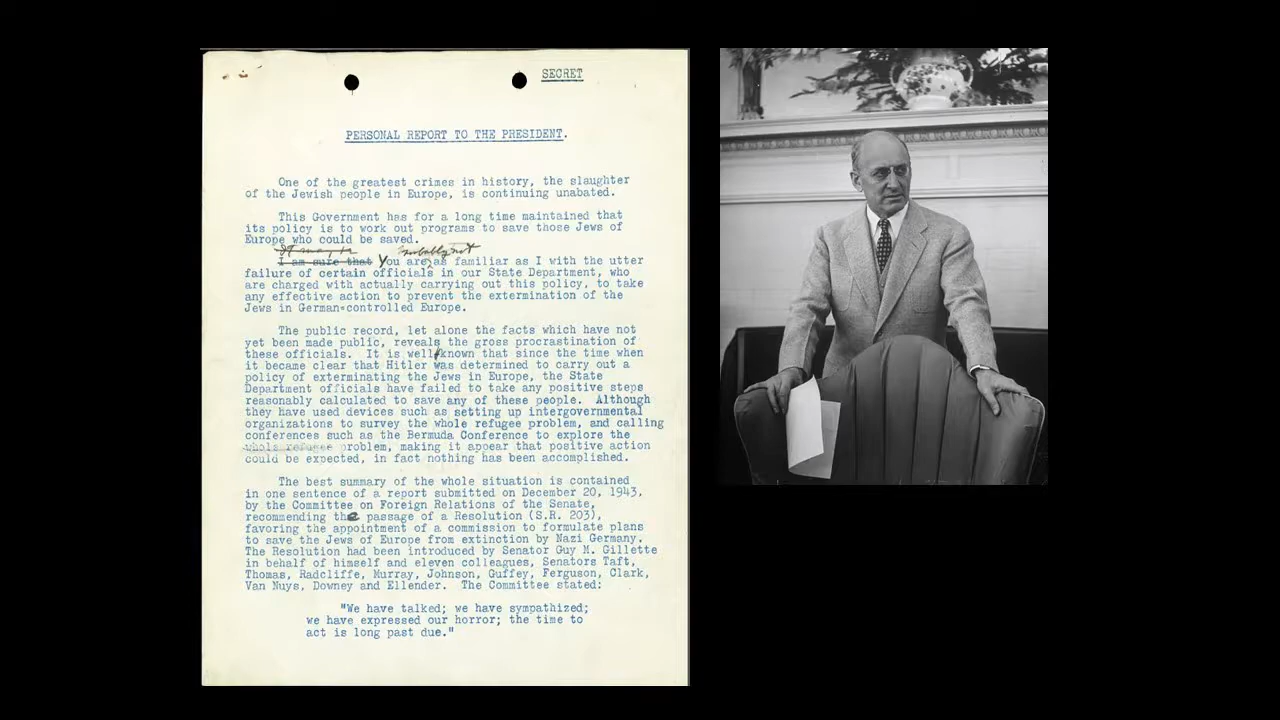 SECRET
PERSONAL REPORT TO THE PRESIDENT.
One of the greatest crimes in history, the slaughter
of the Jewish people in Europe, is continuing unabated.
This Government has for a long time maintained that
its policy is to work out programs to save those Jews of
Europe who could be saved.
It may be probably not
I am sure that You are as familiar as I with the utter
failure of certain officials in our State Department, who
are charged with actually carrying out this policy, to take
any effective action to prevent the extermination of the
Jews in German-controlled Europe.
The public record, let alone the facts which have not
yet been made public, reveals the gross procrastination of
these officials. It is well known that since the time when
it became clear that Hitler was determined to carry out a
policy of exterminating the Jews in Europe, the State
Department officials have failed to take any positive steps
reasonably calculated to save any of these people. Although
they have used devices such as setting up intergovernmental
organizations to survey the whole refugee problem, and calling
conferences such as the Bermuda Conference to explore the
whole refugee problem, making it appear that positive action
could be expected, in fact nothing has been accomplished.
The best summary of the whole situation is contained
in one sentence of a report submitted on December 20, 1943,
by the Committee on Foreign Relations of the Senate,
recommending the passage of a Resolution (S.R. 203),
favoring the appointment of a commission to formulate plans
to save the Jews of Europe from extinction by Nazi Germany.
The Resolution had been introduced by Senator Guy M. Gillette
in behalf of himself and eleven colleagues, Senators Taft,
Thomas, Radcliffe, Murray, Johnson, Guffey, Ferguson, Clark,
Van Nuys, Downey and Ellender. The Committee stated:
"We have talked; we have sympathized;
we have expressed our horror; the time to
act is long past due."